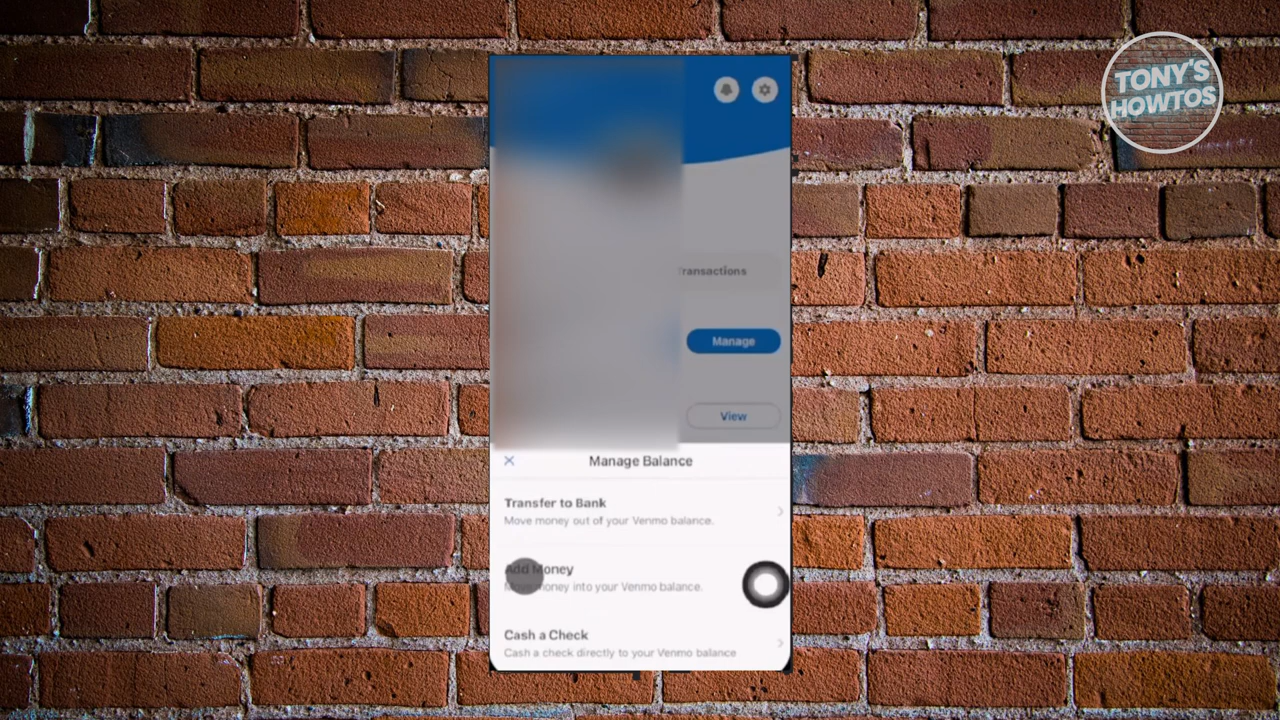 TONY'S
HOWTOS
Transactions
Manage
View
Manage Balance
Transfer to Bank
Move money out of your Venmo balance.
Add Money
Move money into your Venmo balance.
Cash a Check
Cash a check directly to your Venmo balance